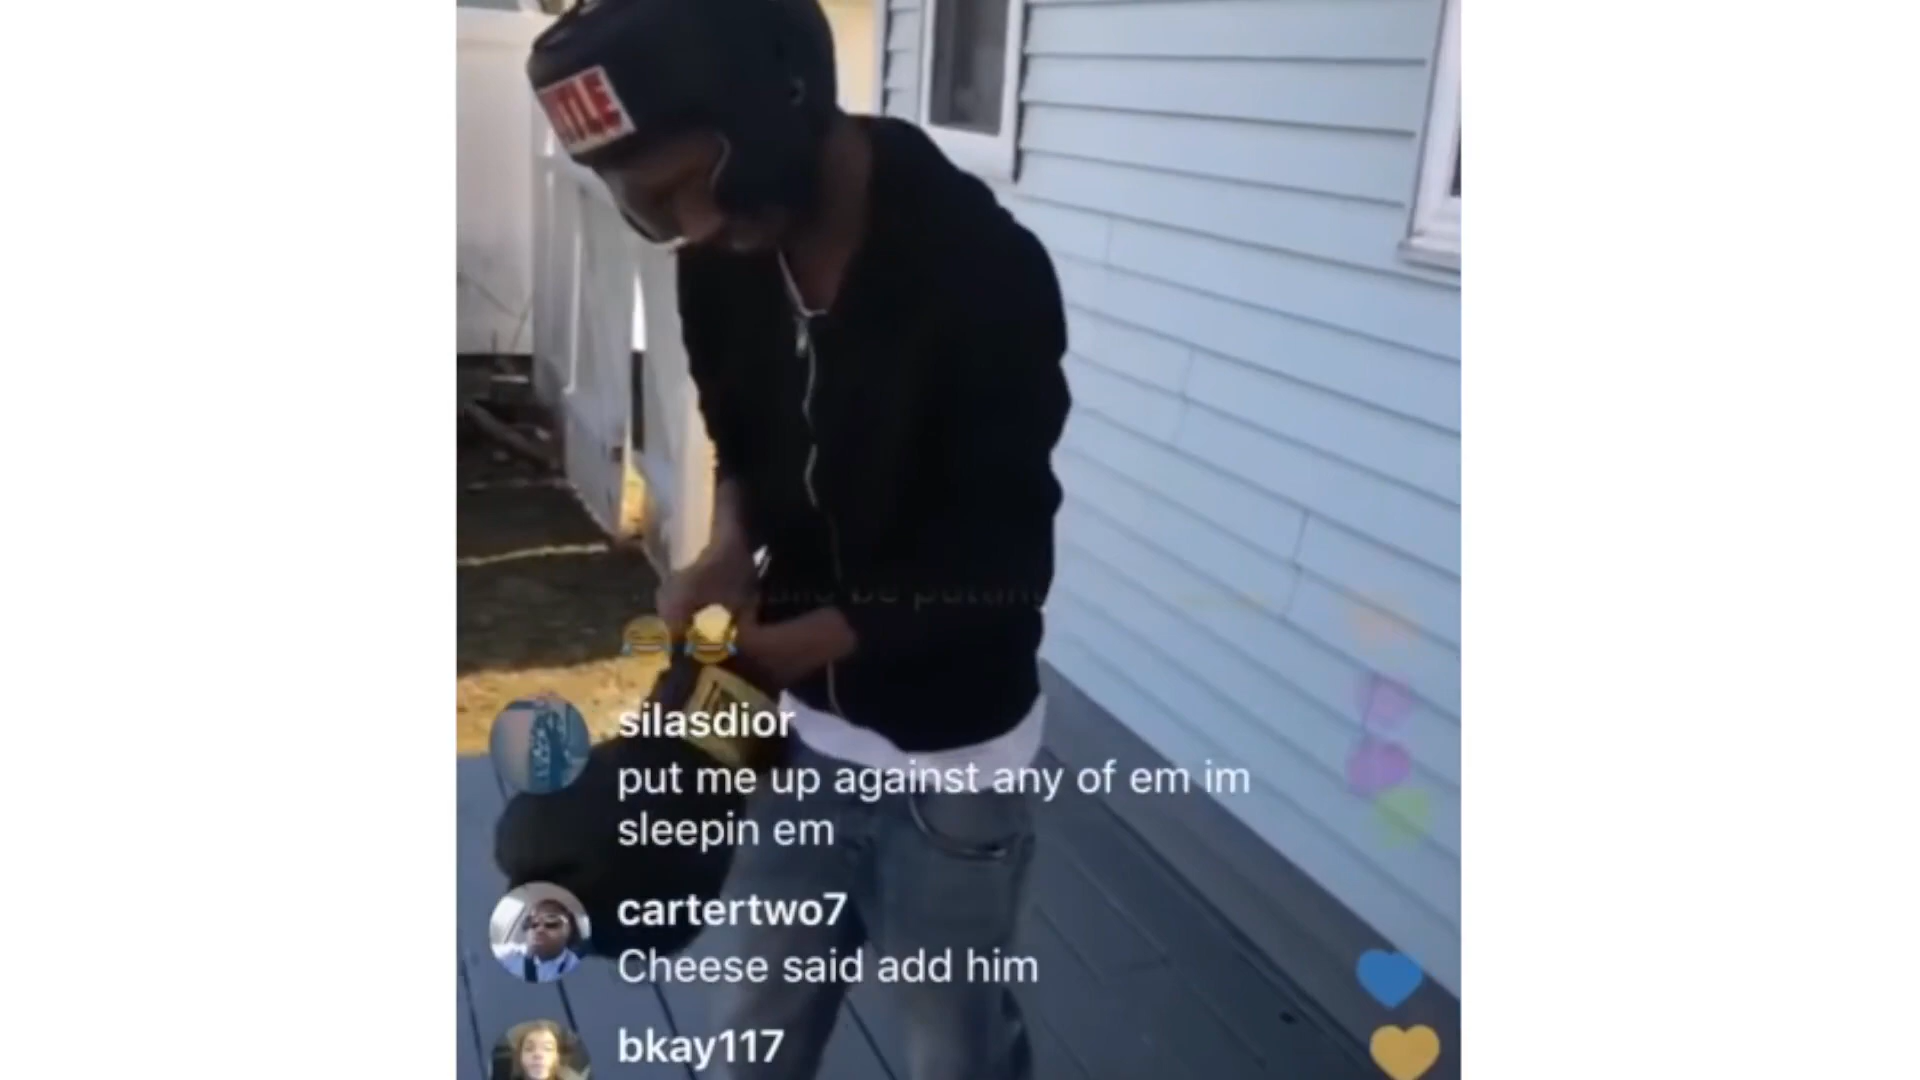 😂😂
silasdior
put me up against any of em im
sleepin em
cartertwo7
Cheese said add him
bkay117